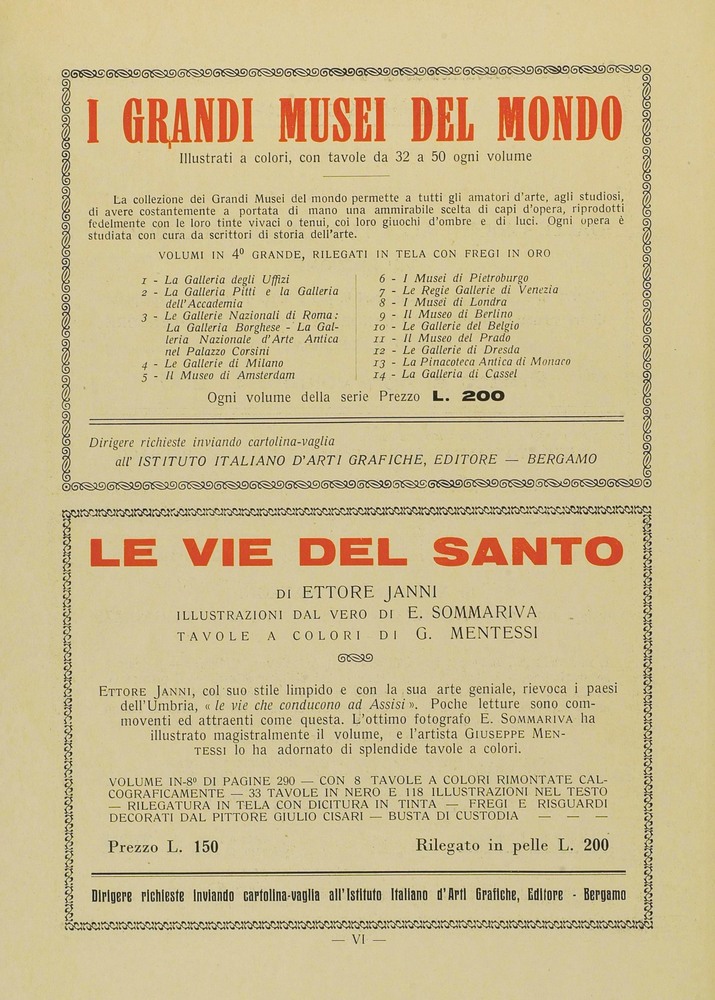 I GRANDI MUSEI DEL MONDO
Illustrati a colori, con tavole da 32 a 50 ogni volume
La collezione dei Grandi Musei del mondo permette a tutti gli amatori d'arte, agli studiosi,
di avere costantemente a portata di mano una ammirabile scelta di capi d'opera, riprodotti
fedelmente con le loro tinte vivaci o tenui, coi loro giuochi d'ombre e di luci. Ogni opera è
studiata con cura da scrittori di storia dell'arte.
VOLUMI IN 4º GRANDE, RILEGATI IN TELA CON FREGI IN ORO
1 - La Galleria degli Uffizi
2 - La Galleria Pitti e la Galleria
dell'Accademia
3 - Le Gallerie Nazionali di Roma:
La Galleria Borghese - La Gal-
leria Nazionale d'Arte Antica
nel Palazzo Corsini
4 - Le Gallerie di Milano
5 - Il Museo di Amsterdam
6 - I Musei di Pietroburgo
7 - Le Regie Gallerie di Venezia
8 - I Musei di Londra
9 - Il Museo di Berlino
10 - Le Gallerie del Belgio
11 - Il Museo del Prado
12 - Le Gallerie di Dresda
13 - La Pinacoteca Antica di Monaco
14 - La Galleria di Cassel
Ogni volume della serie Prezzo L. 200
Dirigere richieste inviando cartolina-vaglia
all' ISTITUTO ITALIANO D'ARTI GRAFICHE, EDITORE — BERGAMO
LE VIE DEL SANTO
DI ETTORE JANNI
ILLUSTRAZIONI DAL VERO DI E. SOMMARIVA
TAVOLE A COLORI DI G. MENTESSI
ETTORE JANNI, col suo stile limpido e con la sua arte geniale, rievoca i paesi
dell'Umbria, « le vie che conducono ad Assisi ». Poche letture sono com-
moventi ed attraenti come questa. L'ottimo fotografo E. SOMMARIVA ha
illustrato magistralmente il volume, e l'artista GIUSEPPE MEN-
TESSI lo ha adornato di splendide tavole a colori.
VOLUME IN-8º DI PAGINE 290 — CON 8 TAVOLE A COLORI RIMONTATE CAL-
COGRAFICAMENTE — 33 TAVOLE IN NERO E 118 ILLUSTRAZIONI NEL TESTO
— RILEGATURA IN TELA CON DICITURA IN TINTA — FREGI E RISGUARDI
DECORATI DAL PITTORE GIULIO CISARI — BUSTA DI CUSTODIA — — —
Prezzo L. 150 Rilegato in pelle L. 200
Dirigere richieste inviando cartolina-vaglia all'Istituto Italiano d'Arti Grafiche, Editore - Bergamo
— VI —